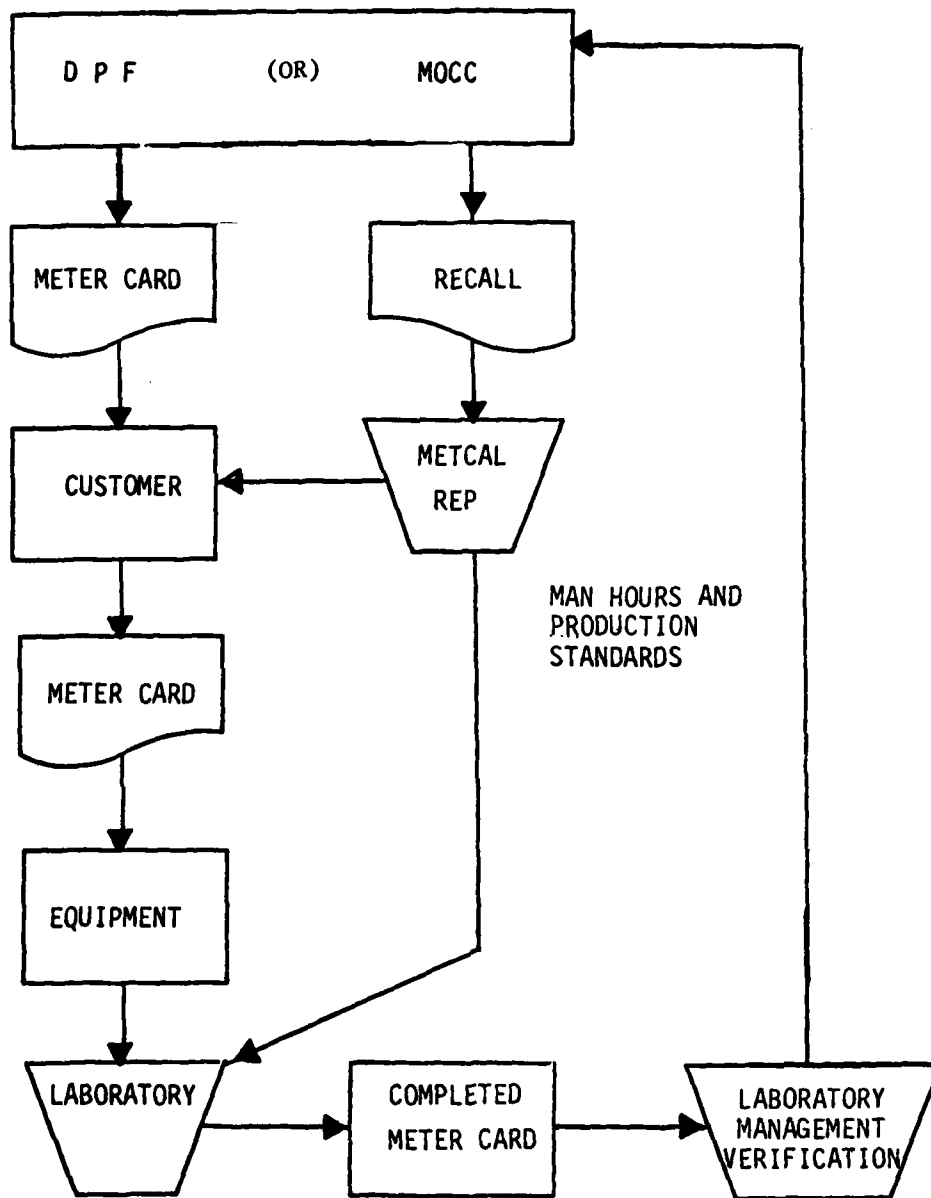 D P F (OR) MOCC
METER CARD
RECALL
CUSTOMER
METCAL
REP
MAN HOURS AND
PRODUCTION
STANDARDS
METER CARD
EQUIPMENT
LABORATORY
COMPLETED
METER CARD
LABORATORY
MANAGEMENT
VERIFICATION